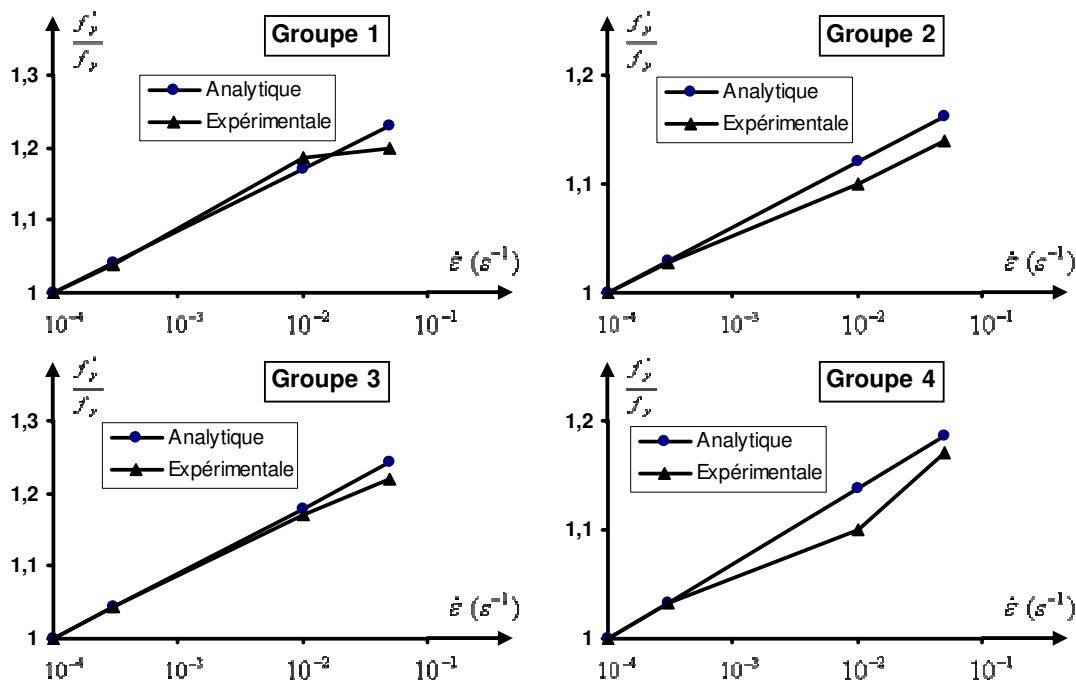 f'y
fy
Groupe 1
1,3
Analytique
Expérimentale
1,2
1,1
ε̇ (s⁻¹)
1
10⁻⁴
10⁻³
10⁻²
10⁻¹
f'y
fy
Groupe 2
1,2
Analytique
Expérimentale
1,1
ε̇ (s⁻¹)
1
10⁻⁴
10⁻³
10⁻²
10⁻¹
f'y
fy
Groupe 3
1,3
Analytique
Expérimentale
1,2
1,1
ε̇ (s⁻¹)
1
10⁻⁴
10⁻³
10⁻²
10⁻¹
f'y
fy
Groupe 4
1,2
Analytique
Expérimentale
1,1
ε̇ (s⁻¹)
1
10⁻⁴
10⁻³
10⁻²
10⁻¹